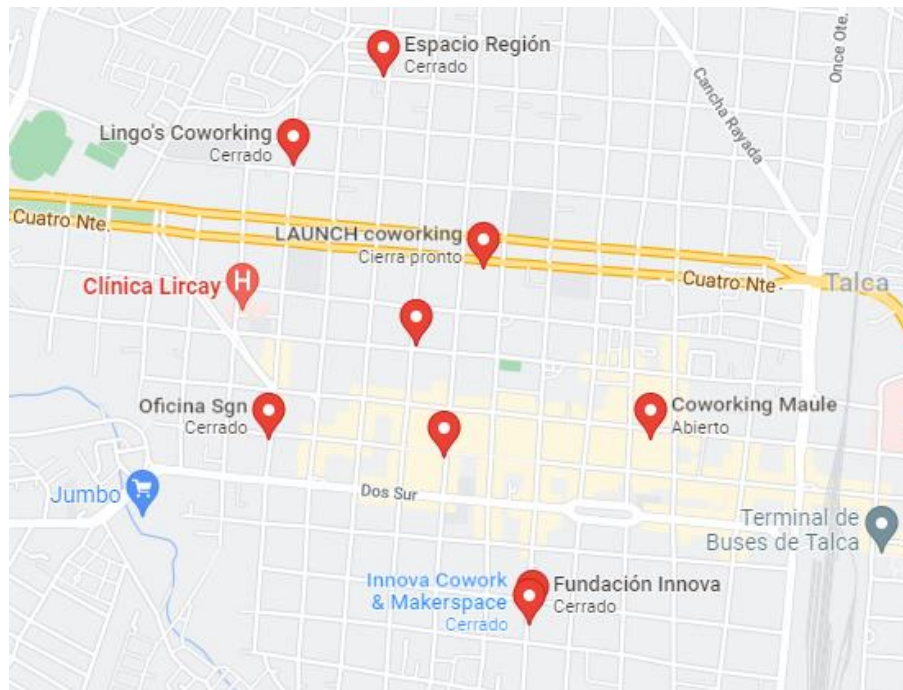 Espacio Región
Cerrado
Once Ote.
Cancha Rayada
Lingo's Coworking
Cerrado
Cuatro Nte.
LAUNCH coworking
Cierra pronto
Cuatro Nte.
Talca
Clínica Lircay
H
Oficina Sgn
Cerrado
Coworking Maule
Abierto
Jumbo
Dos Sur
Terminal de
Buses de Talca
Innova Cowork
& Makerspace
Cerrado
Fundación Innova
Cerrado